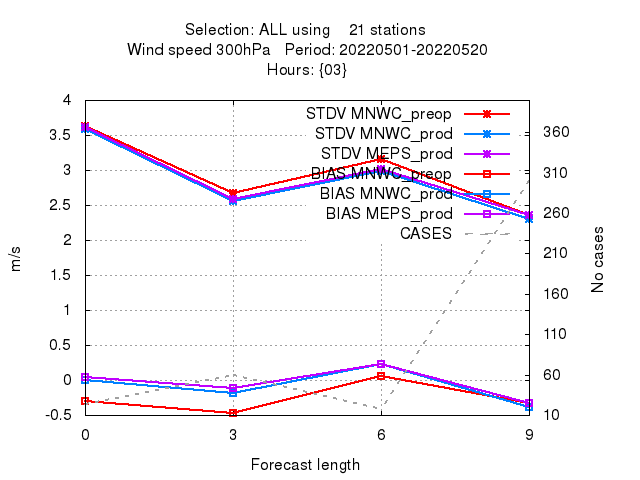 Selection: ALL using 21 stations
Wind speed 300hPa Period: 20220501-20220520
Hours: {03}
STDV MNWC_preop
STDV MNWC_prod
STDV MEPS_prod
BIAS MNWC_preop
BIAS MNWC_prod
BIAS MEPS_prod
CASES
4
3.5
3
2.5
2
1.5
1
0.5
0
-0.5
m/s
360
310
260
210
160
110
60
10
No cases
0 3 6 9
Forecast length